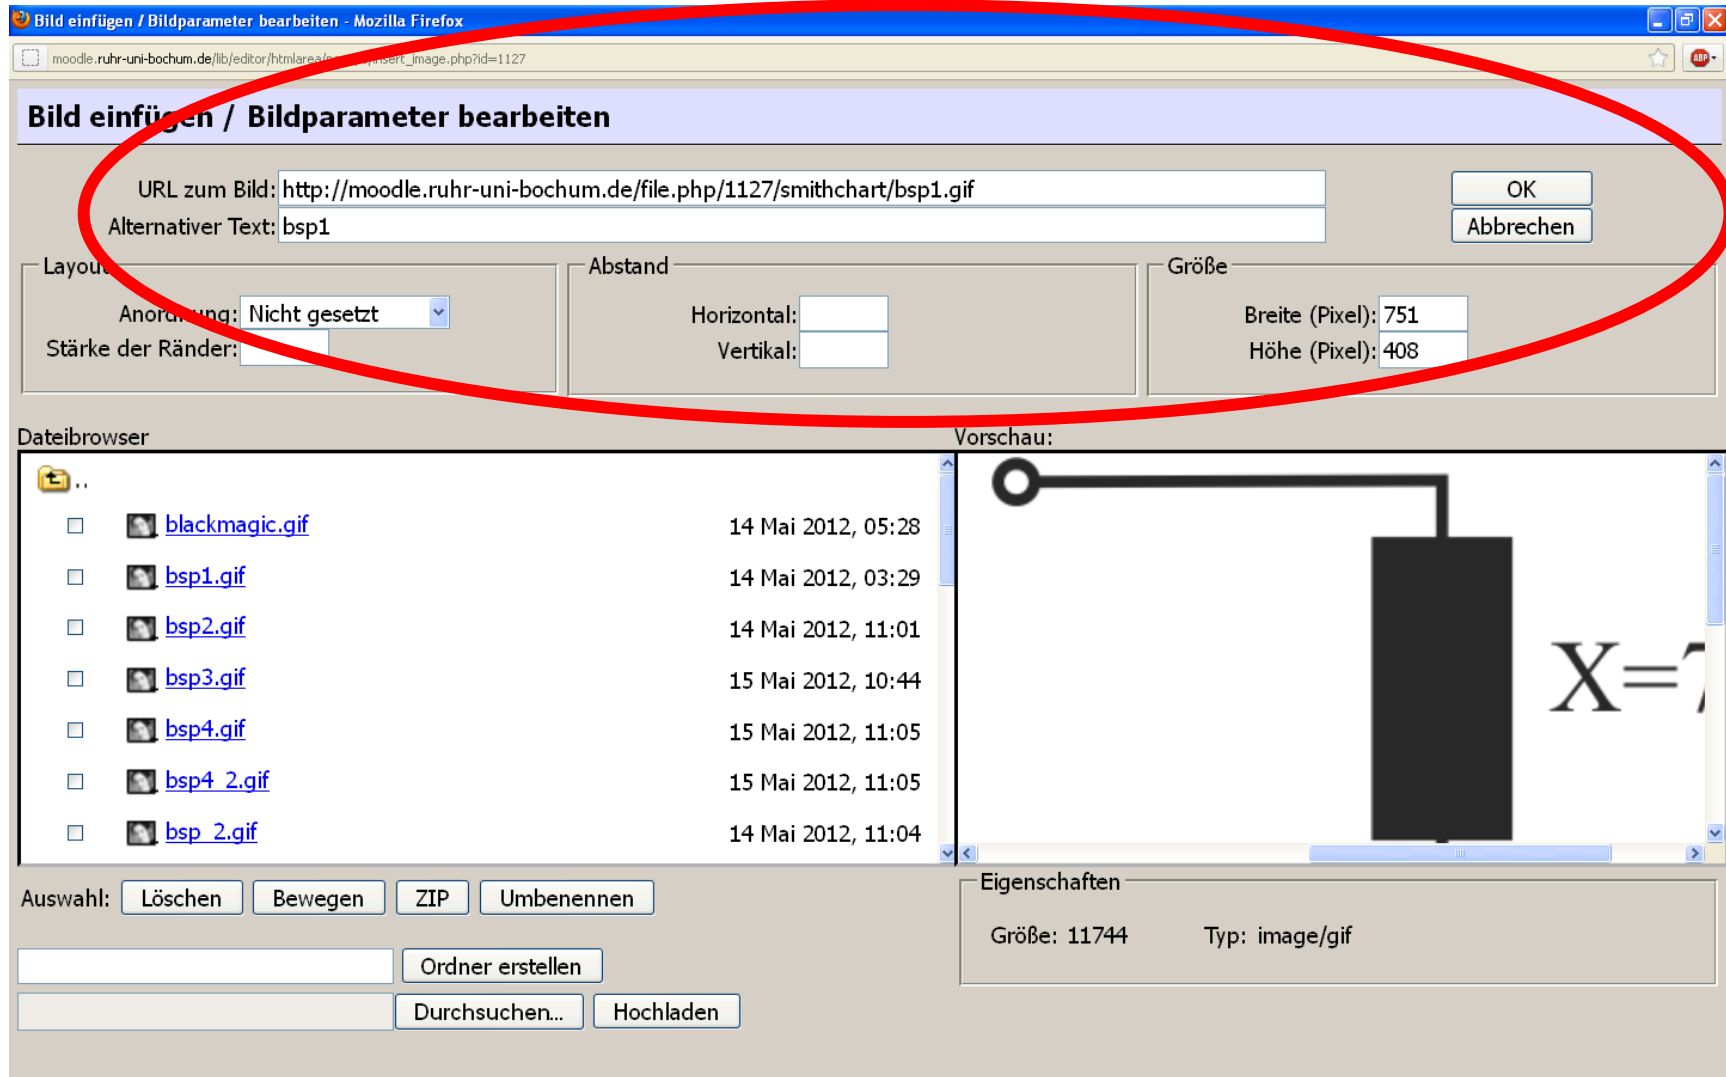 Bild einfügen / Bildparameter bearbeiten - Mozilla Firefox
moodle.ruhr-uni-bochum.de/lib/editor/htmlarea/insert_image.php?id=1127
ABP
Bild einfügen / Bildparameter bearbeiten
URL zum Bild: http://moodle.ruhr-uni-bochum.de/file.php/1127/smithchart/bsp1.gif OK
Alternativer Text: bsp1 Abbrechen
Layout Abstand Größe
Anordnung: Nicht gesetzt Horizontal: Breite (Pixel): 751
Stärke der Ränder: Vertikal: Höhe (Pixel): 408
Dateibrowser Vorschau:
..
blackmagic.gif 14 Mai 2012, 05:28
bsp1.gif 14 Mai 2012, 03:29
bsp2.gif 14 Mai 2012, 11:01
bsp3.gif 15 Mai 2012, 10:44
bsp4.gif 15 Mai 2012, 11:05
bsp4_2.gif 15 Mai 2012, 11:05
bsp_2.gif 14 Mai 2012, 11:04
X=7
Auswahl: Löschen Bewegen ZIP Umbenennen
Eigenschaften
Größe: 11744 Typ: image/gif
Ordner erstellen
Durchsuchen... Hochladen